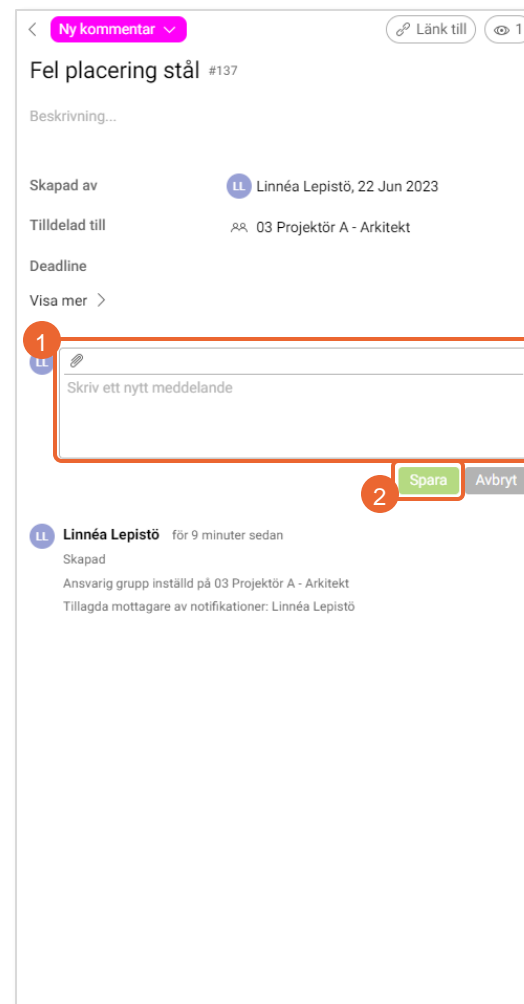 Ny kommentar
Länk till
1
Fel placering stål #137
Beskrivning...
Skapad av
LL Linnéa Lepistö, 22 Jun 2023
Tilldelad till
03 Projektör A - Arkitekt
Deadline
Visa mer
1
LL
Skriv ett nytt meddelande
2
Spara
Avbryt
LL Linnéa Lepistö för 9 minuter sedan
Skapad
Ansvarig grupp inställd på 03 Projektör A - Arkitekt
Tillagda mottagare av notifikationer: Linnéa Lepistö